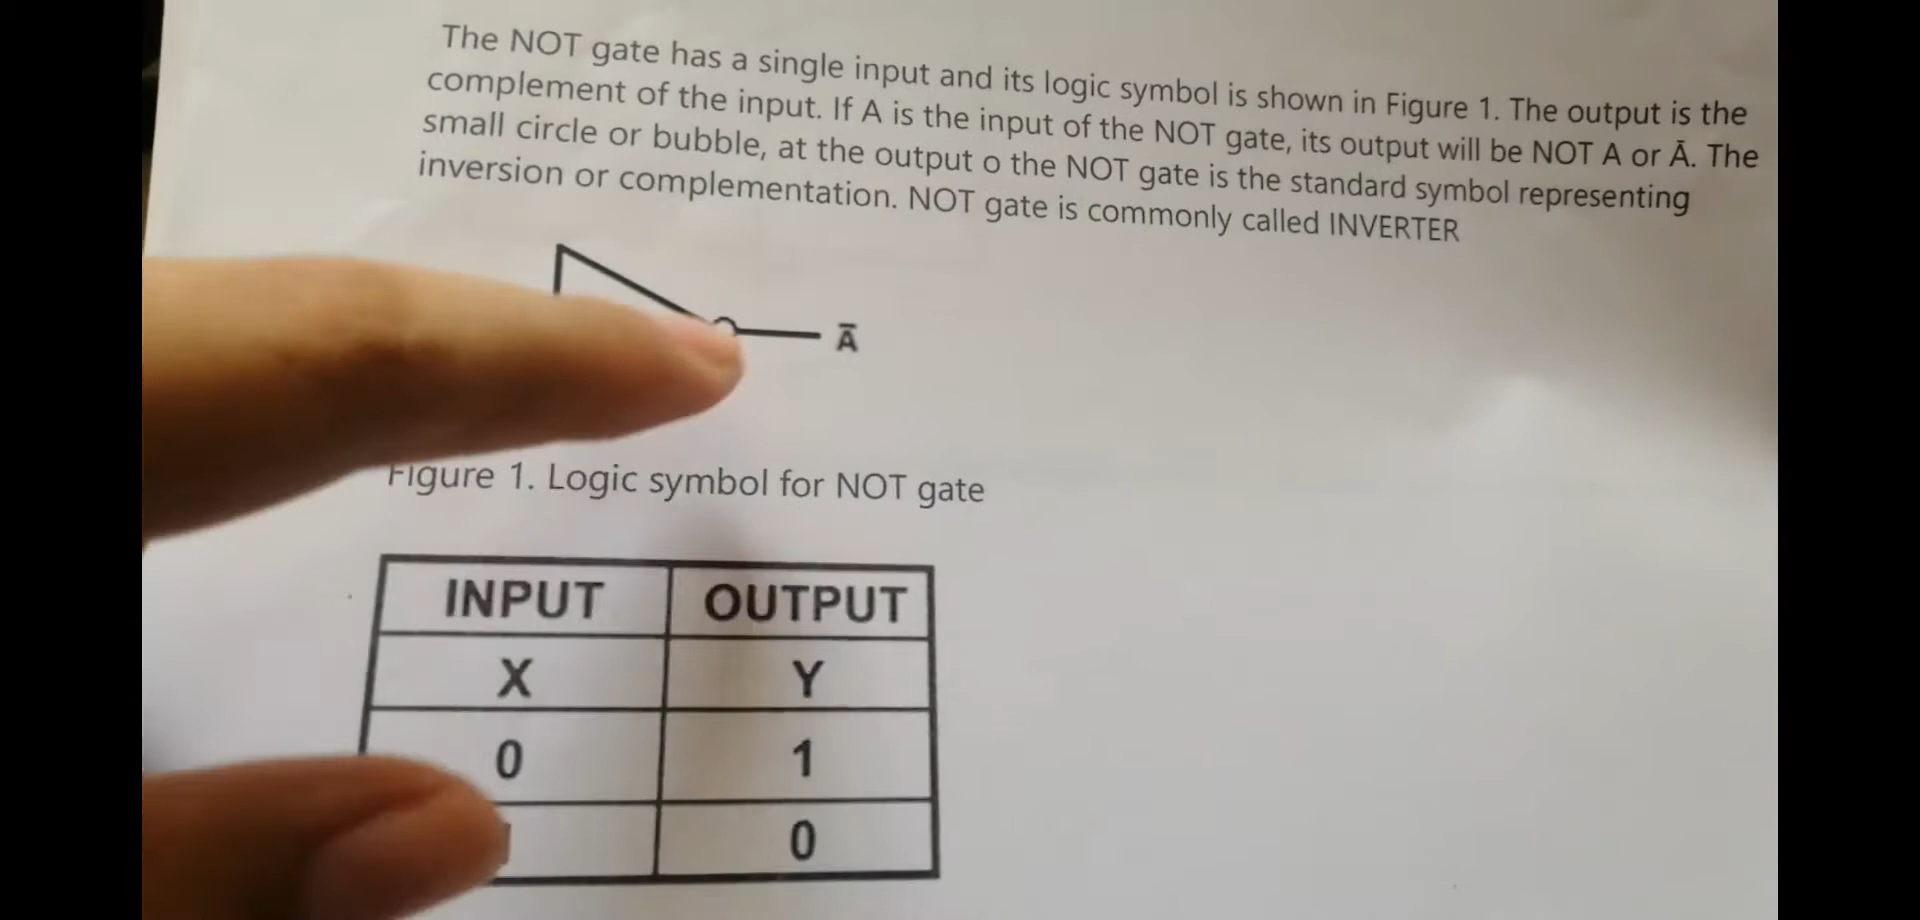 The NOT gate has a single input and its logic symbol is shown in Figure 1. The output is the
complement of the input. If A is the input of the NOT gate, its output will be NOT A or Ā. The
small circle or bubble, at the output o the NOT gate is the standard symbol representing
inversion or complementation. NOT gate is commonly called INVERTER
Ā
Figure 1. Logic symbol for NOT gate
INPUT OUTPUT
X Y
0 1
0